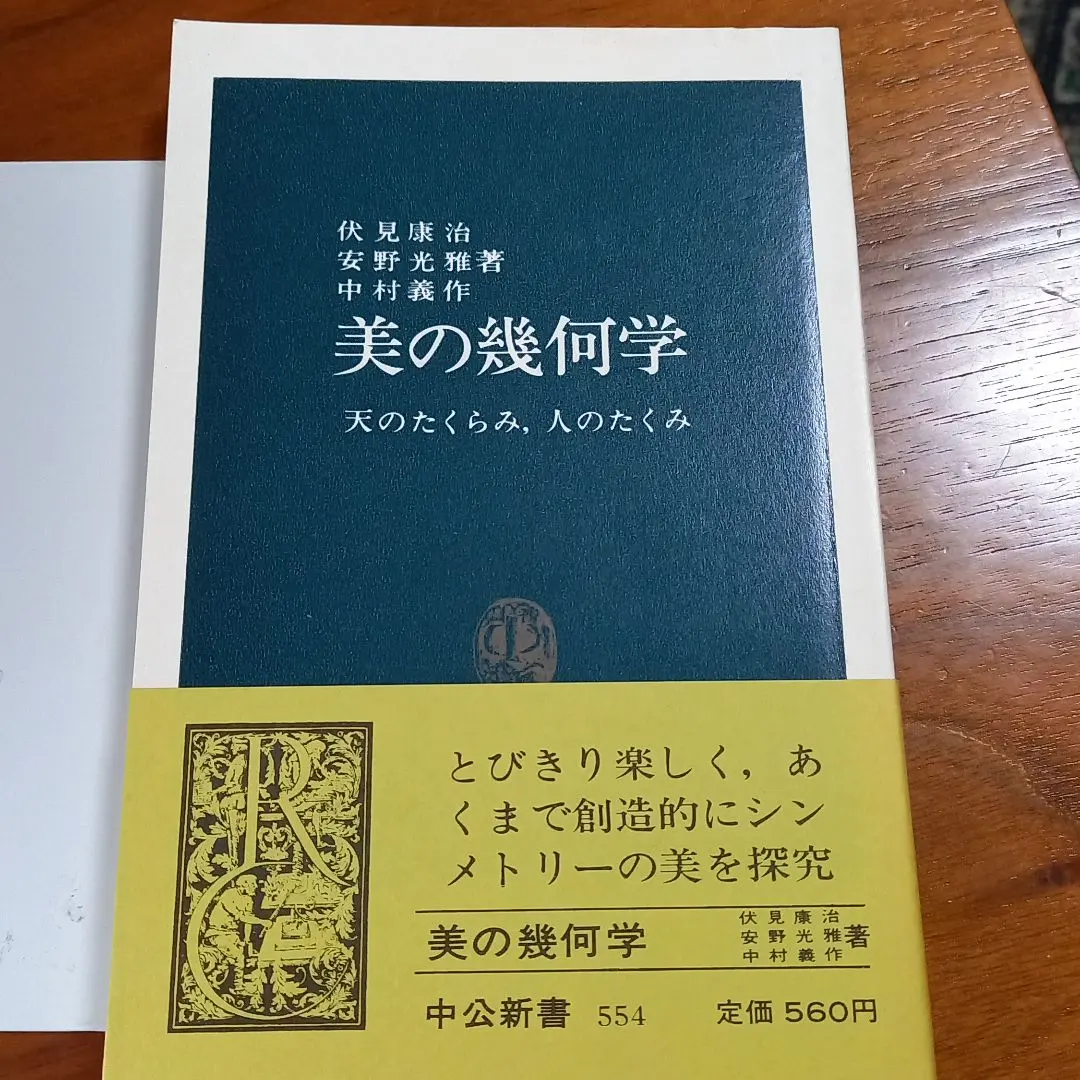 伏見康治
安野光雅著
中村義作
美の幾何学
天のたくらみ, 人のたくみ
とびきり楽しく, あ
くまで創造的にシン
メトリーの美を探究
美の幾何学
伏見康治
安野光雅著
中村義作
中公新書 554
定価 560円